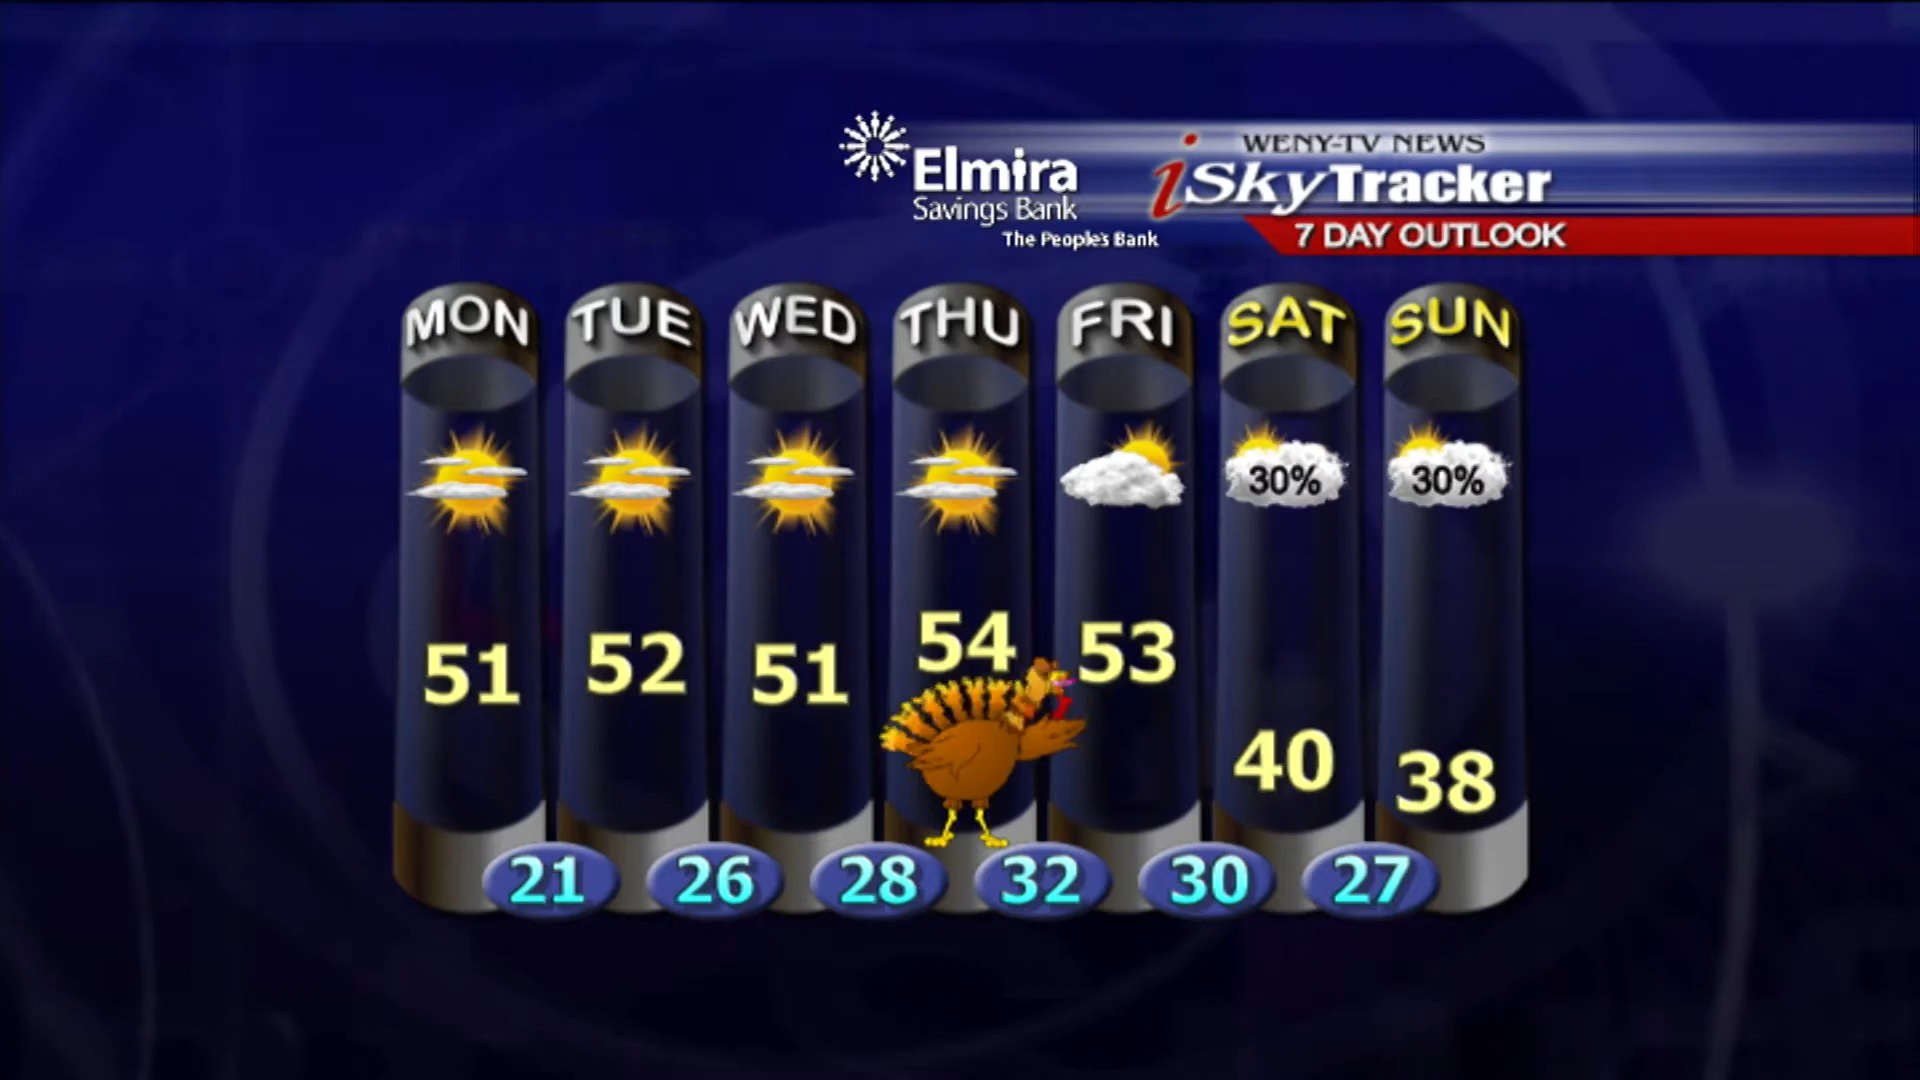 Elmira
Savings Bank
The People's Bank
WENY-TV NEWS
iSkyTracker
7 DAY OUTLOOK
MON TUE WED THU FRI SAT SUN
30% 30%
51 52 51 54 53 40 38
21 26 28 32 30 27